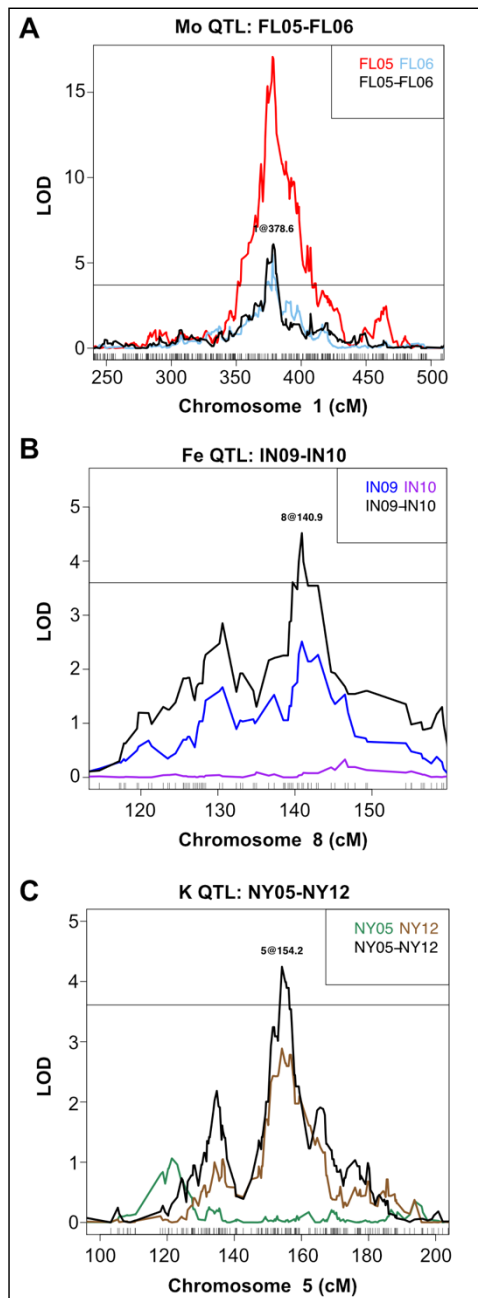 A
Mo QTL: FL05-FL06
FL05 FL06
FL05-FL06
15
10
5
0
LOD
1@378.6
250 300 350 400 450 500
Chromosome 1 (cM)
B
Fe QTL: IN09-IN10
IN09 IN10
IN09-IN10
5
4
3
2
1
0
LOD
8@140.9
120 130 140 150
Chromosome 8 (cM)
C
K QTL: NY05-NY12
NY05 NY12
NY05-NY12
5
4
3
2
1
0
LOD
5@154.2
100 120 140 160 180 200
Chromosome 5 (cM)